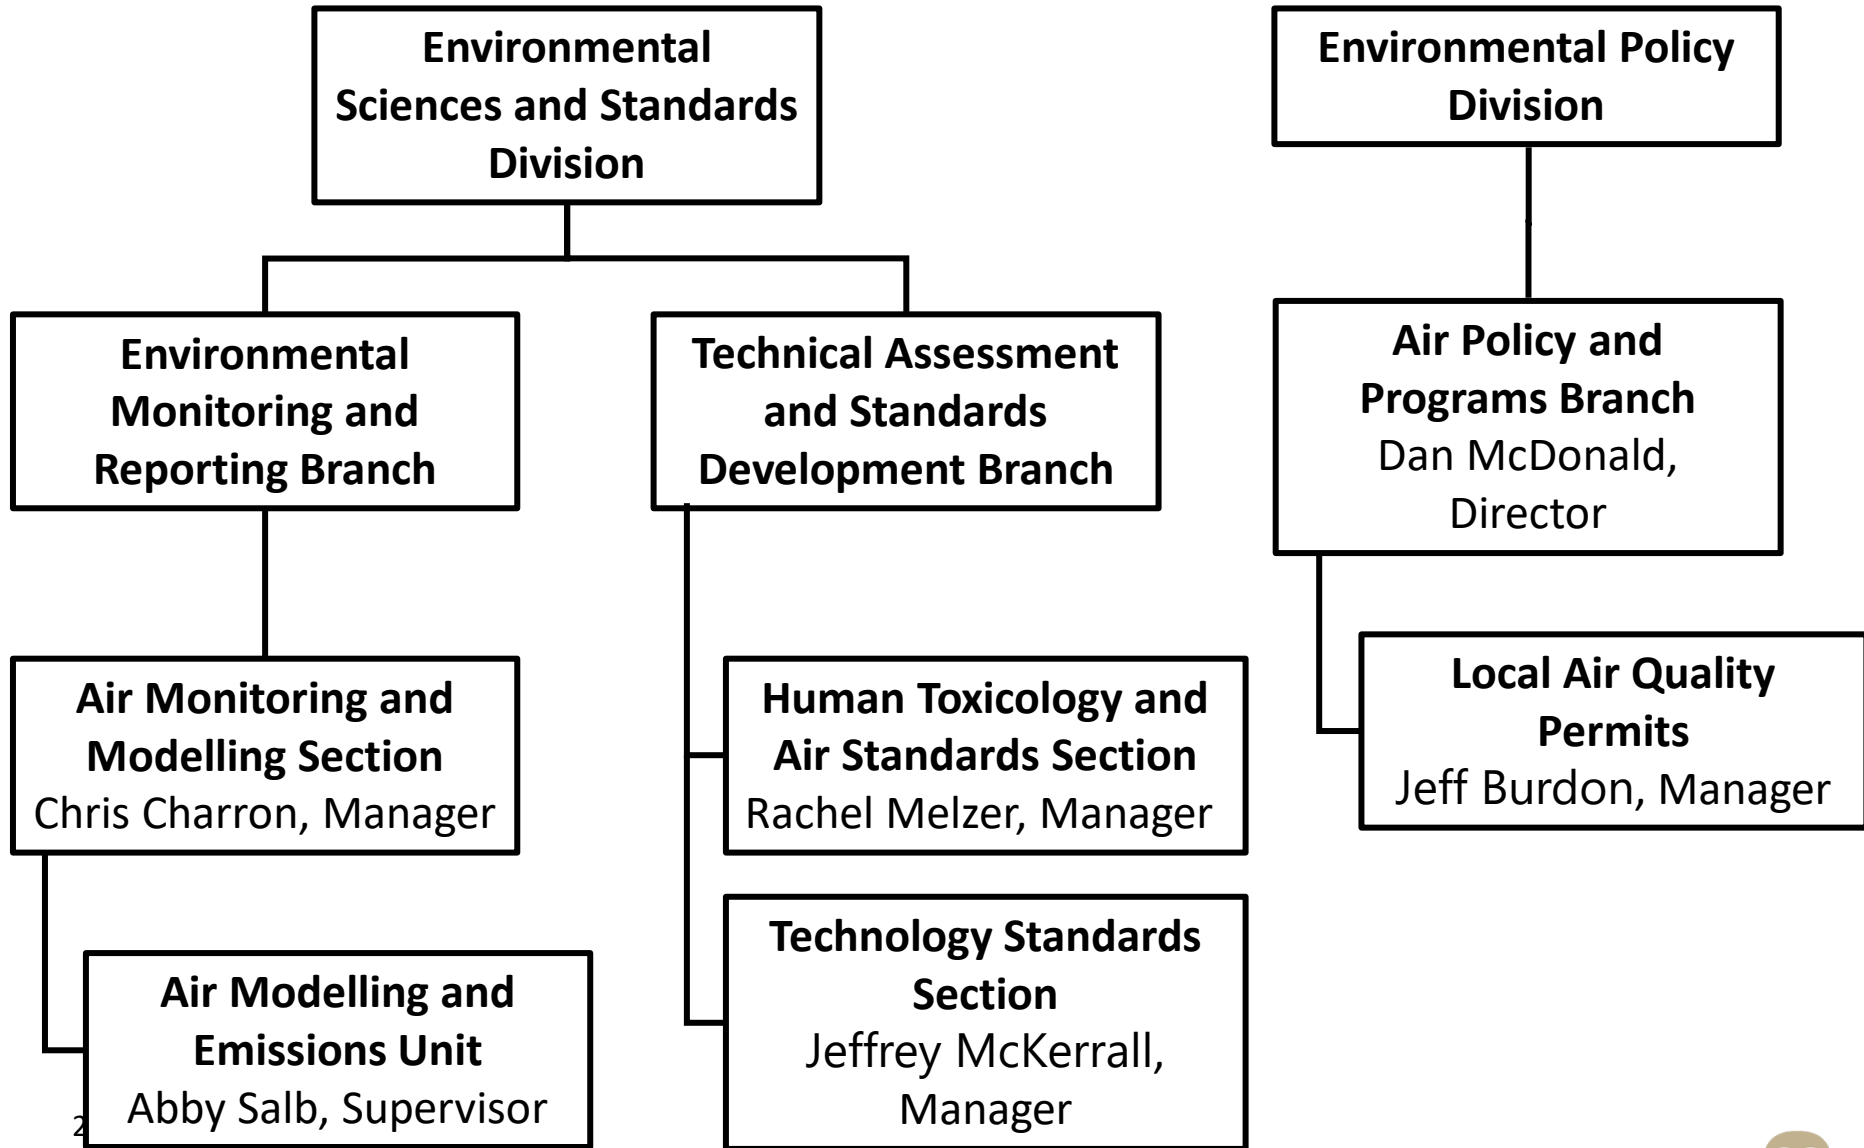 Environmental
Sciences and Standards
Division
Environmental Policy
Division
Environmental
Monitoring and
Reporting Branch
Technical Assessment
and Standards
Development Branch
Air Policy and
Programs Branch
Dan McDonald,
Director
Air Monitoring and
Modelling Section
Chris Charron, Manager
Human Toxicology and
Air Standards Section
Rachel Melzer, Manager
Local Air Quality
Permits
Jeff Burdon, Manager
Air Modelling and
Emissions Unit
Abby Salb, Supervisor
Technology Standards
Section
Jeffrey McKerrall,
Manager
2